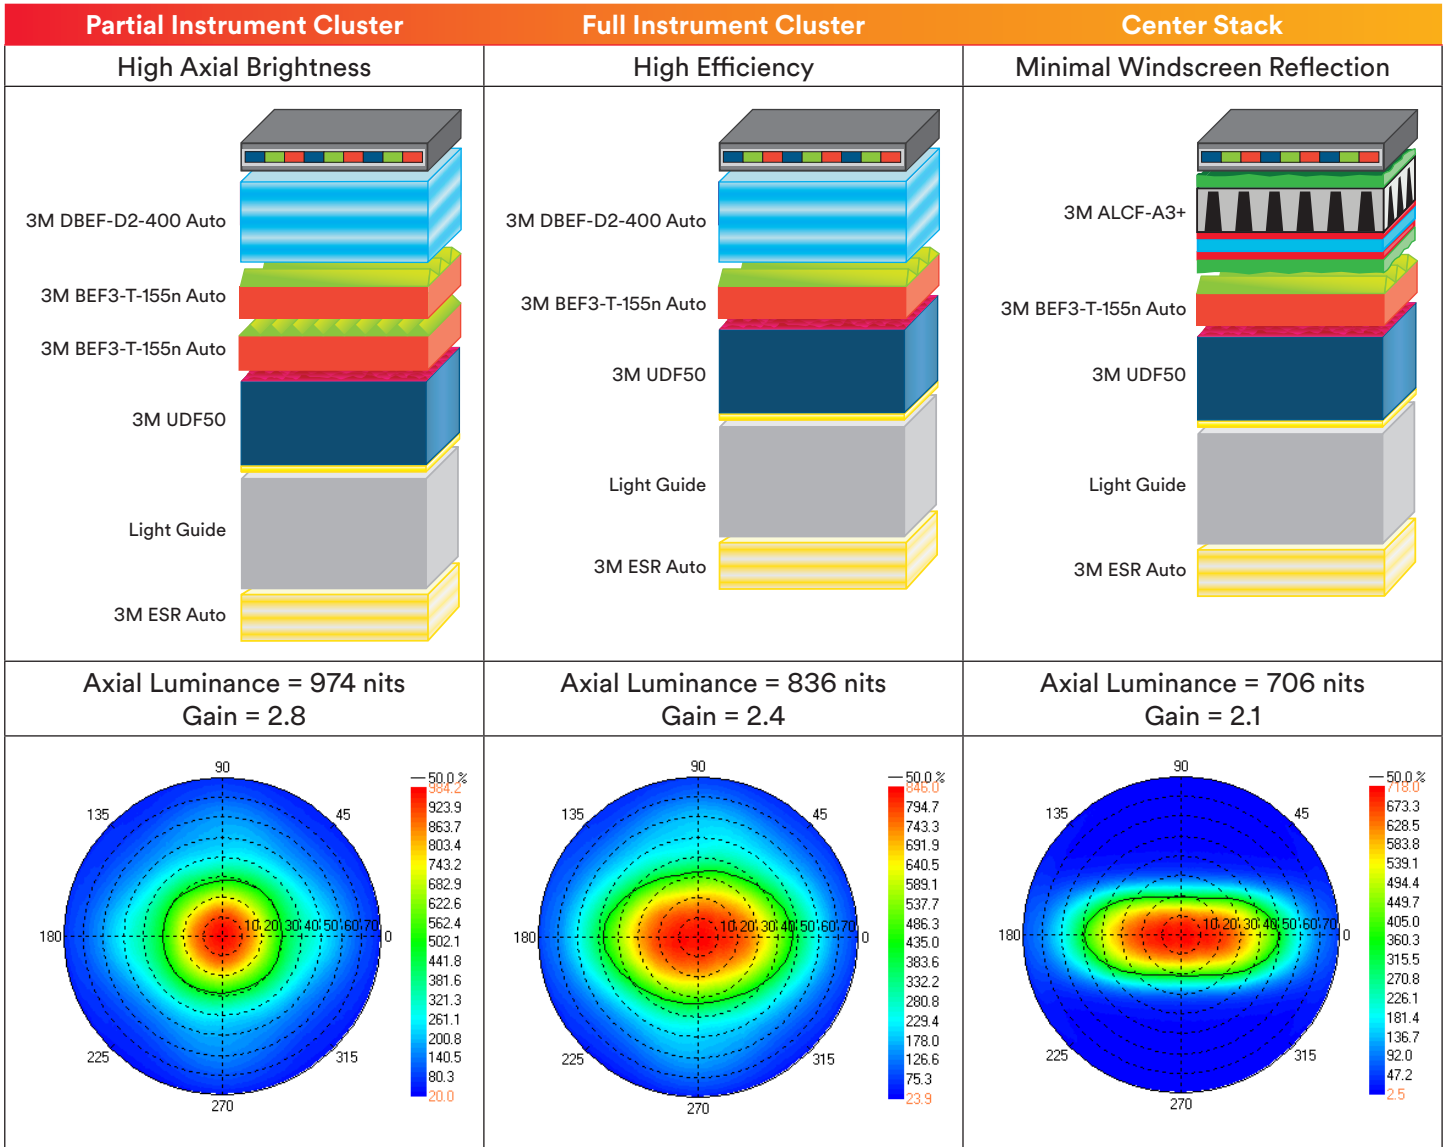 Partial Instrument Cluster
Full Instrument Cluster
Center Stack
High Axial Brightness
High Efficiency
Minimal Windscreen Reflection
3M DBEF-D2-400 Auto
3M BEF3-T-155n Auto
3M BEF3-T-155n Auto
3M UDF50
Light Guide
3M ESR Auto
3M DBEF-D2-400 Auto
3M BEF3-T-155n Auto
3M UDF50
Light Guide
3M ESR Auto
3M ALCF-A3+
3M BEF3-T-155n Auto
3M UDF50
Light Guide
3M ESR Auto
Axial Luminance = 974 nits
Gain = 2.8
Axial Luminance = 836 nits
Gain = 2.4
Axial Luminance = 706 nits
Gain = 2.1
90
135
45
180
10 20 30 40 50 60 70
0
225
315
270
50.0 %
984.2
923.9
863.7
803.4
743.2
682.9
622.6
562.4
502.1
441.8
381.6
321.3
261.1
200.8
140.5
80.3
20.0
90
135
45
180
10 20 30 40 50 60 70
0
225
315
270
50.0 %
846.0
794.7
743.3
691.9
640.5
589.1
537.7
486.3
435.0
383.6
332.2
280.8
229.4
178.0
126.6
75.3
23.9
90
135
45
180
10 20 30 40 50 60 70
0
225
315
270
50.0 %
718.0
673.3
628.5
583.8
539.1
494.4
449.7
405.0
360.3
315.5
270.8
226.1
181.4
136.7
92.0
47.2
2.5